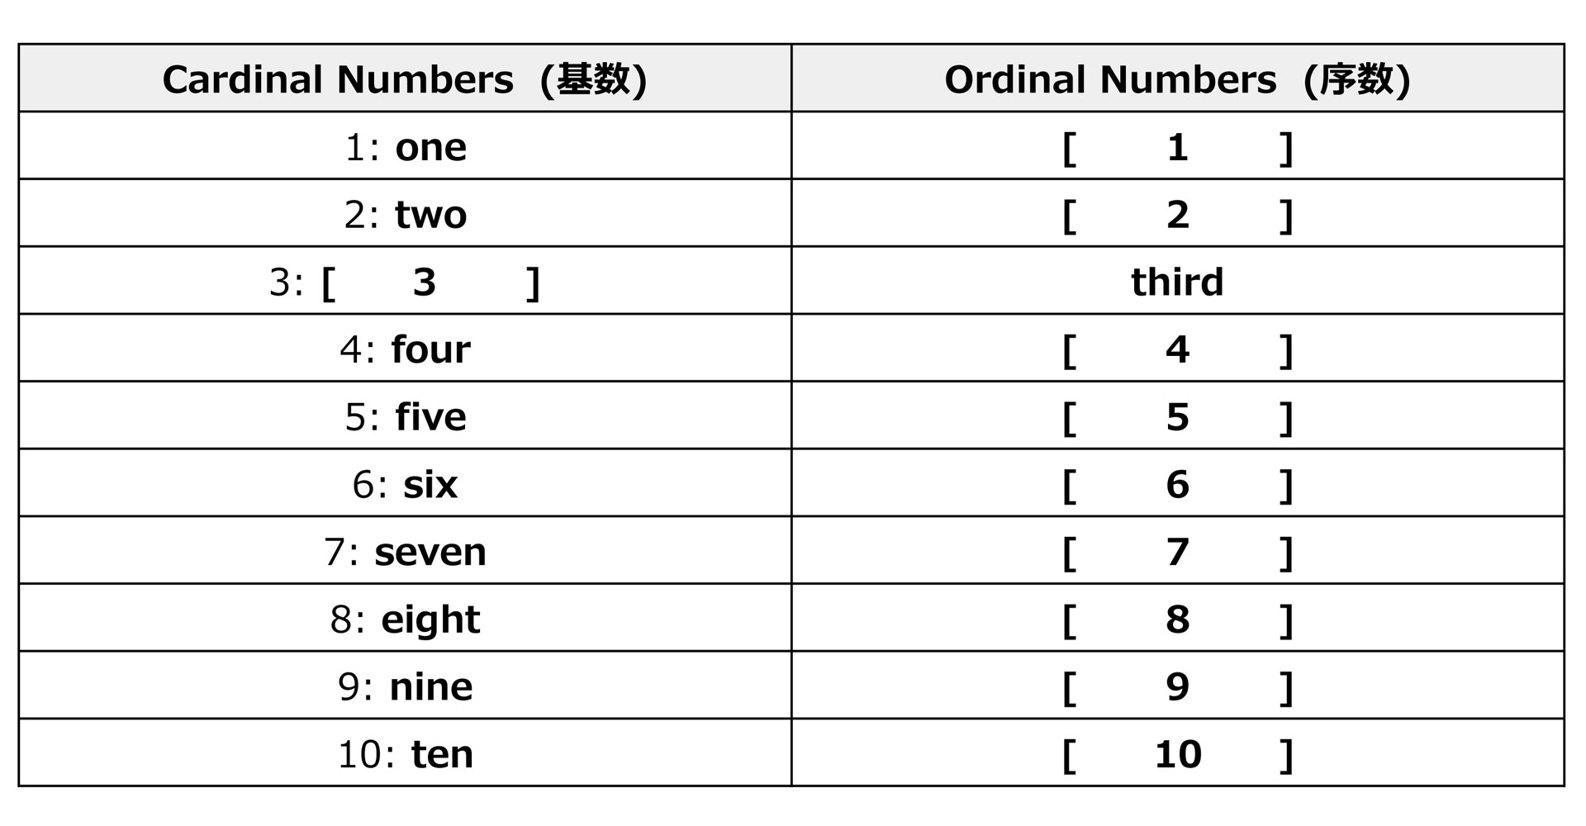 Cardinal Numbers (基数) Ordinal Numbers (序数)
1: one [ 1 ]
2: two [ 2 ]
3: [ 3 ] third
4: four [ 4 ]
5: five [ 5 ]
6: six [ 6 ]
7: seven [ 7 ]
8: eight [ 8 ]
9: nine [ 9 ]
10: ten [ 10 ]